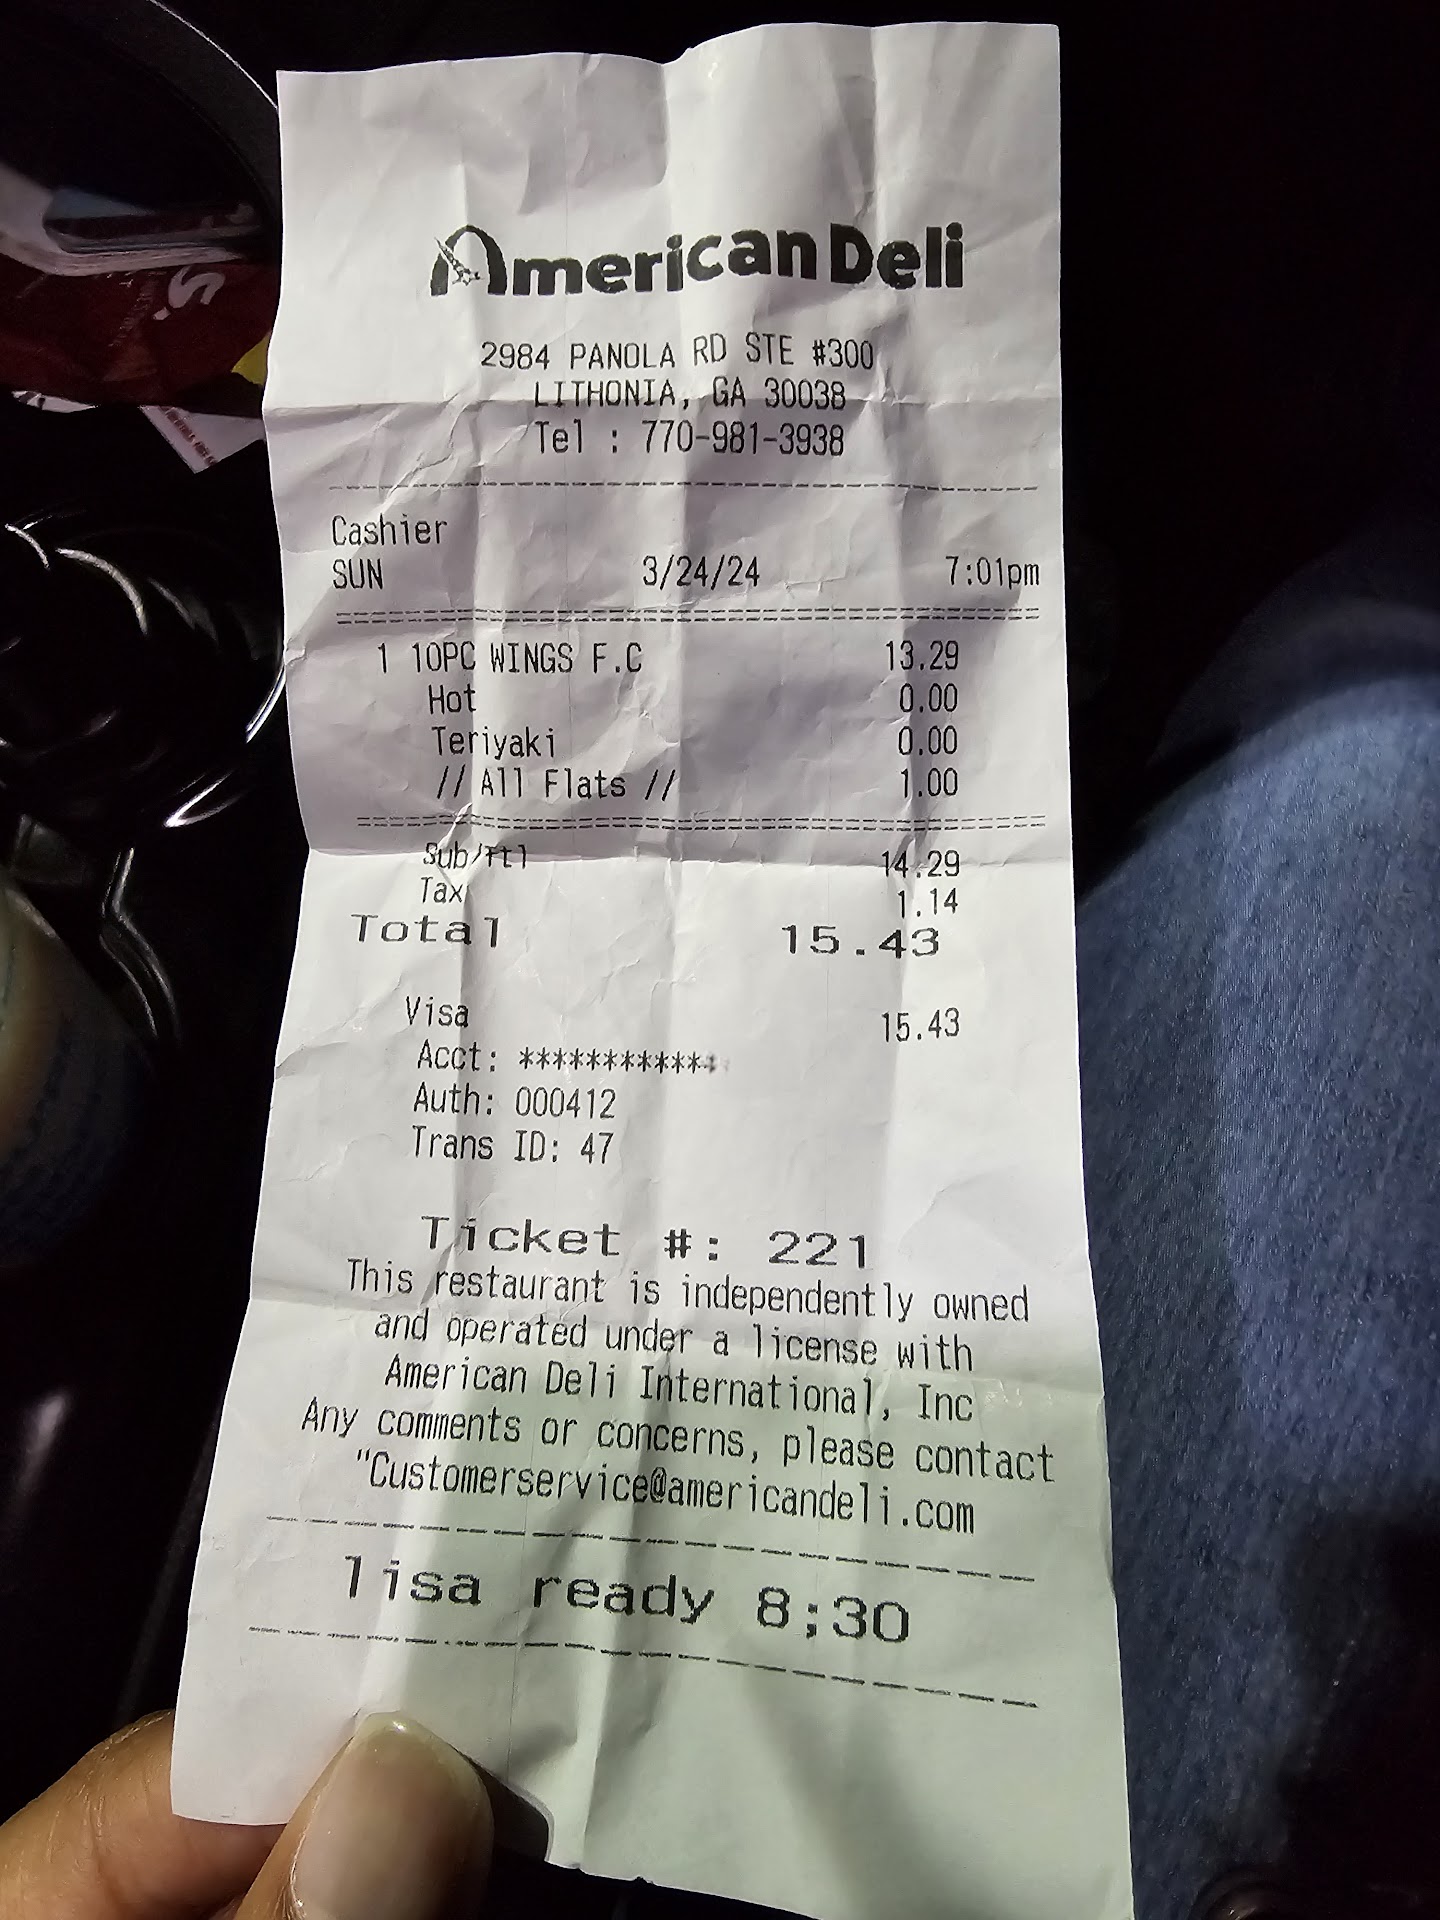 American Deli
2984 PANOLA RD STE #300
LITHONIA, GA 30038
Tel : 770-981-3938
Cashier
SUN 3/24/24 7:01pm
1 10PC WINGS F.C 13.29
Hot 0.00
Teriyaki 0.00
// All Flats // 1.00
Sub/Ttl 14.29
Tax 1.14
Total 15.43
Visa 15.43
Acct: ************
Auth: 000412
Trans ID: 47
Ticket #: 221
This restaurant is independently owned
and operated under a license with
American Deli International, Inc
Any comments or concerns, please contact
"Customerservice@americandeli.com
lisa ready 8;30